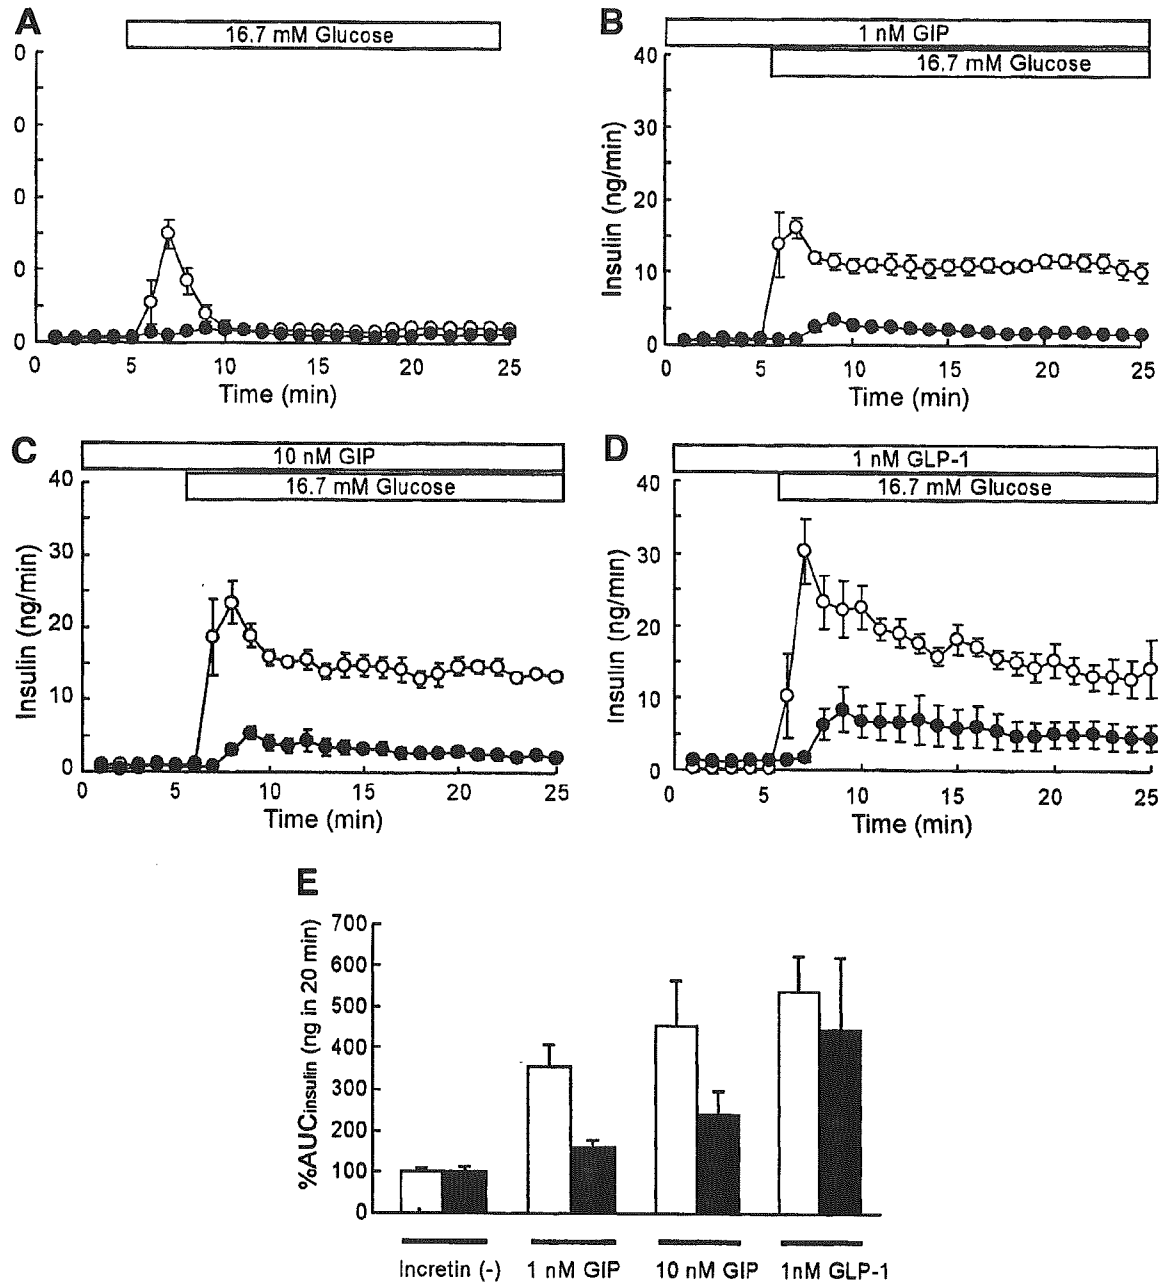 A
16.7 mM Glucose
0
0
0
0
0
0 5 10 15 20 25
Time (min)
B
1 nM GIP
16.7 mM Glucose
Insulin (ng/min)
40
30
20
10
0
0 5 10 15 20 25
Time (min)
C
10 nM GIP
16.7 mM Glucose
Insulin (ng/min)
40
30
20
10
0
0 5 10 15 20 25
Time (min)
D
1 nM GLP-1
16.7 mM Glucose
Insulin (ng/min)
40
30
20
10
0
0 5 10 15 20 25
Time (min)
E
%AUCinsulin (ng in 20 min)
700
600
500
400
300
200
100
0
Incretin (-) 1 nM GIP 10 nM GIP 1nM GLP-1